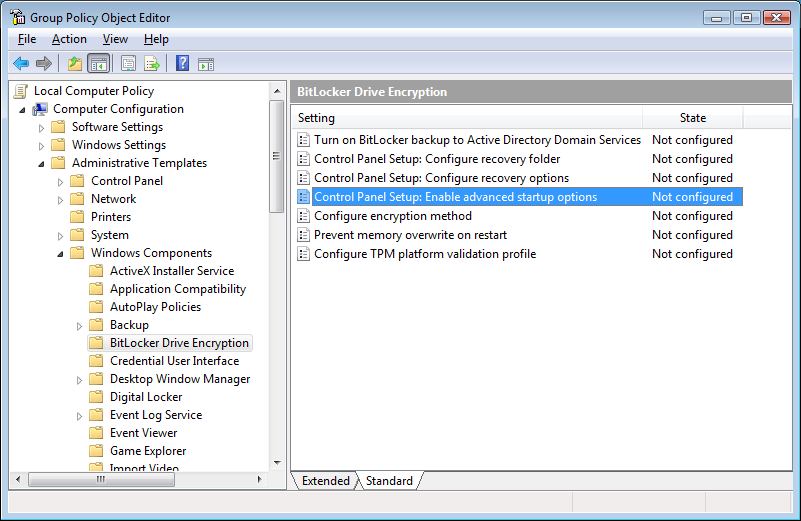 Group Policy Object Editor
File Action View Help
Local Computer Policy
Computer Configuration
Software Settings
Windows Settings
Administrative Templates
Control Panel
Network
Printers
System
Windows Components
ActiveX Installer Service
Application Compatibility
AutoPlay Policies
Backup
BitLocker Drive Encryption
Credential User Interface
Desktop Window Manager
Digital Locker
Event Log Service
Event Viewer
Game Explorer
Import Video
BitLocker Drive Encryption
Setting State
Turn on BitLocker backup to Active Directory Domain Services Not configured
Control Panel Setup: Configure recovery folder Not configured
Control Panel Setup: Configure recovery options Not configured
Control Panel Setup: Enable advanced startup options Not configured
Configure encryption method Not configured
Prevent memory overwrite on restart Not configured
Configure TPM platform validation profile Not configured
Extended Standard